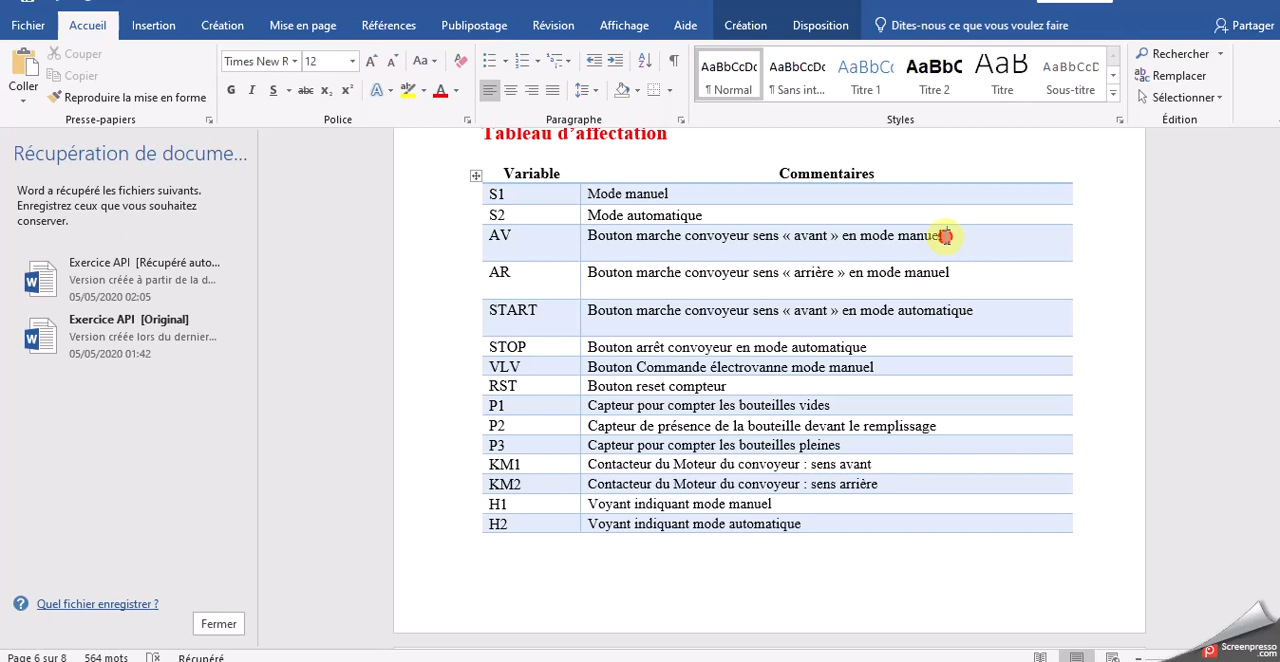 Fichier Accueil Insertion Création Mise en page Références Publipostage Révision Affichage Aide Création Disposition Dites-nous ce que vous voulez faire Partager
Coller
Couper
Copier
Reproduire la mise en forme
Presse-papiers
Times New R 12 Aa
G I S abc x₂ x² A A
Police
Paragraphe
AaBbCcDc AaBbCcDc AaBbCc AaBbC AaB AaBbCcD
¶ Normal ¶ Sans int... Titre 1 Titre 2 Titre Sous-titre
Styles
Rechercher
Remplacer
Sélectionner
Édition
Récupération de docume...
Word a récupéré les fichiers suivants.
Enregistrez ceux que vous souhaitez
conserver.
Exercice API [Récupéré auto...
Version créée à partir de la d...
05/05/2020 02:05
Exercice API [Original]
Version créée lors du dernier...
05/05/2020 01:42
Quel fichier enregistrer ?
Fermer
Tableau d'affectation
Variable Commentaires
S1 Mode manuel
S2 Mode automatique
AV Bouton marche convoyeur sens « avant » en mode manuel
AR Bouton marche convoyeur sens « arrière » en mode manuel
START Bouton marche convoyeur sens « avant » en mode automatique
STOP Bouton arrêt convoyeur en mode automatique
VLV Bouton Commande électrovanne mode manuel
RST Bouton reset compteur
P1 Capteur pour compter les bouteilles vides
P2 Capteur de présence de la bouteille devant le remplissage
P3 Capteur pour compter les bouteilles pleines
KM1 Contacteur du Moteur du convoyeur : sens avant
KM2 Contacteur du Moteur du convoyeur : sens arrière
H1 Voyant indiquant mode manuel
H2 Voyant indiquant mode automatique
Page 6 sur 8 564 mots Récupéré
Screenpresso
.com